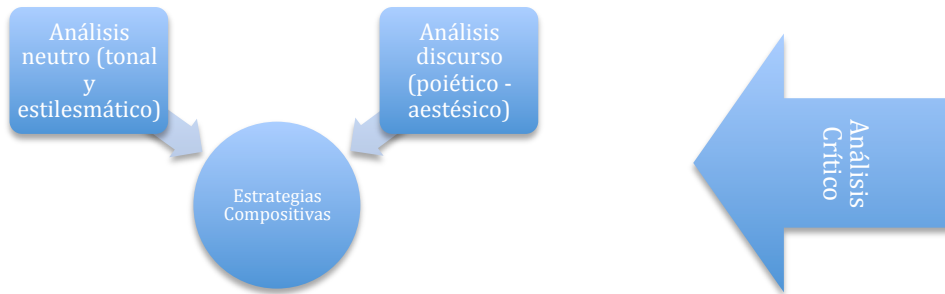 Análisis
neutro (tonal
y
estilesmático)
Análisis
discurso
(poiético -
aestésico)
Estrategias
Compositivas
Análisis
Crítico